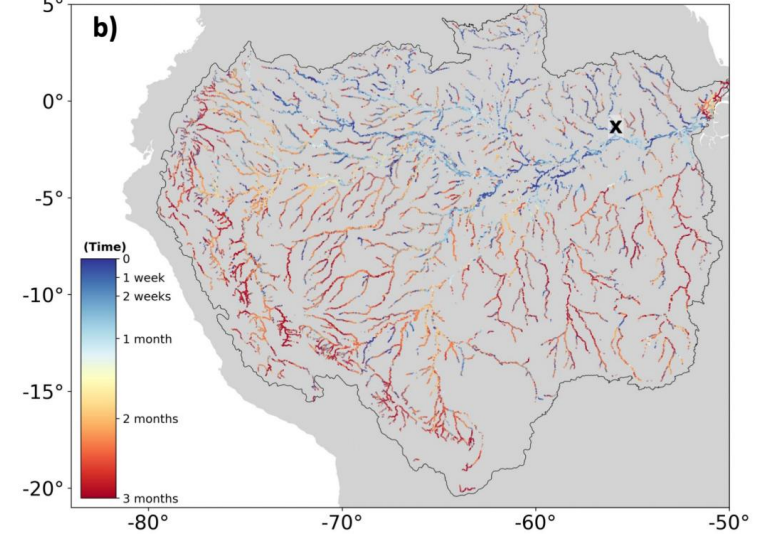 5°
b)
0°
x
-5°
(Time)
0
1 week
2 weeks
-10°
1 month
-15°
2 months
3 months
-20°
-80°
-70°
-60°
-50°